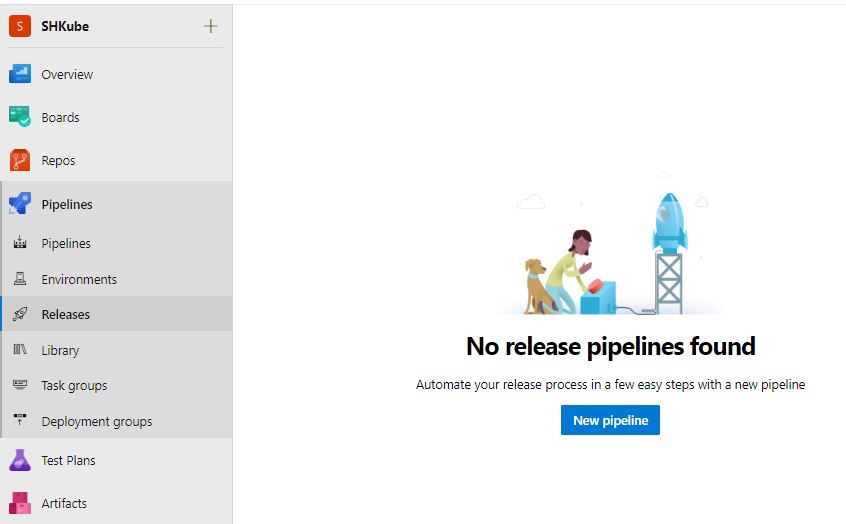 S
SHKube
Overview
Boards
Repos
Pipelines
Pipelines
Environments
Releases
Library
Task groups
Deployment groups
Test Plans
Artifacts
No release pipelines found
Automate your release process in a few easy steps with a new pipeline
New pipeline